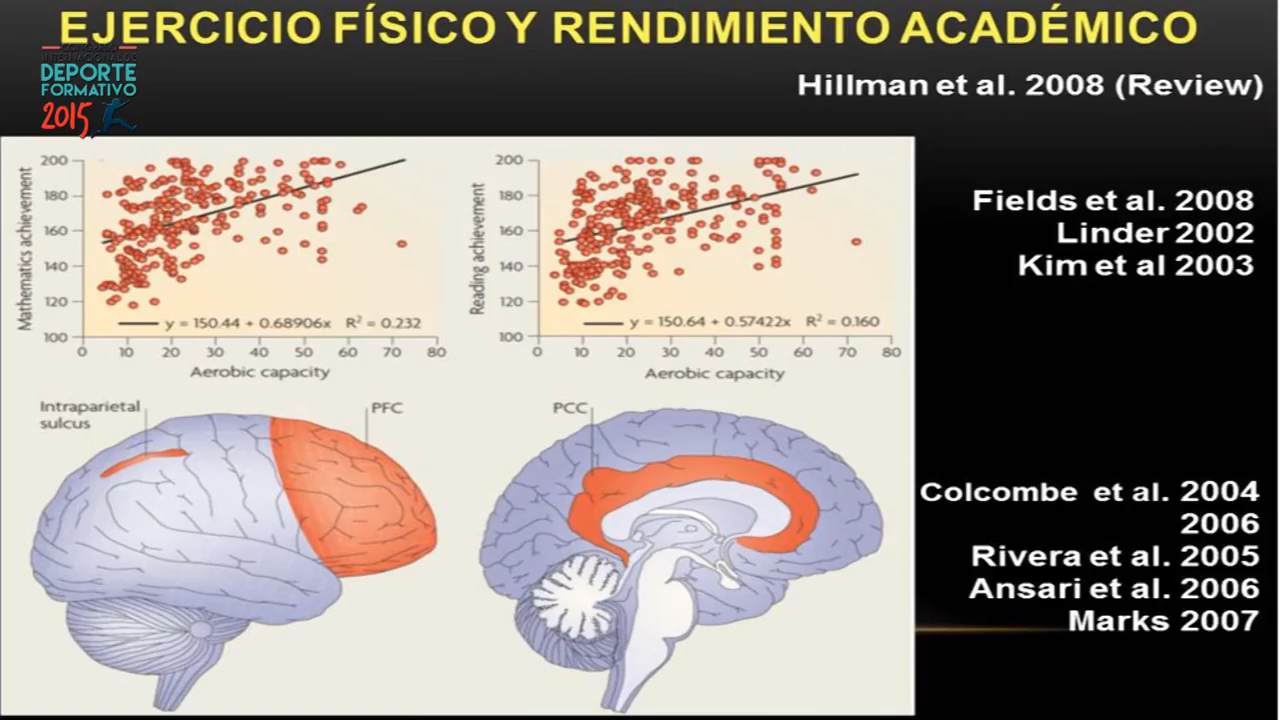 EJERCICIO FÍSICO Y RENDIMIENTO ACADÉMICO
CONGRESO
INTERNACIONAL DE
DEPORTE
FORMATIVO
2015
Hillman et al. 2008 (Review)
Mathematics achievement
200
180
160
140
120
100
y = 150.44 + 0.68906x R² = 0.232
0 10 20 30 40 50 60 70 80
Aerobic capacity
Reading achievement
200
180
160
140
120
100
y = 150.64 + 0.57422x R² = 0.160
0 10 20 30 40 50 60 70 80
Aerobic capacity
Fields et al. 2008
Linder 2002
Kim et al 2003
Intraparietal
sulcus
PFC
PCC
Colcombe et al. 2004
2006
Rivera et al. 2005
Ansari et al. 2006
Marks 2007